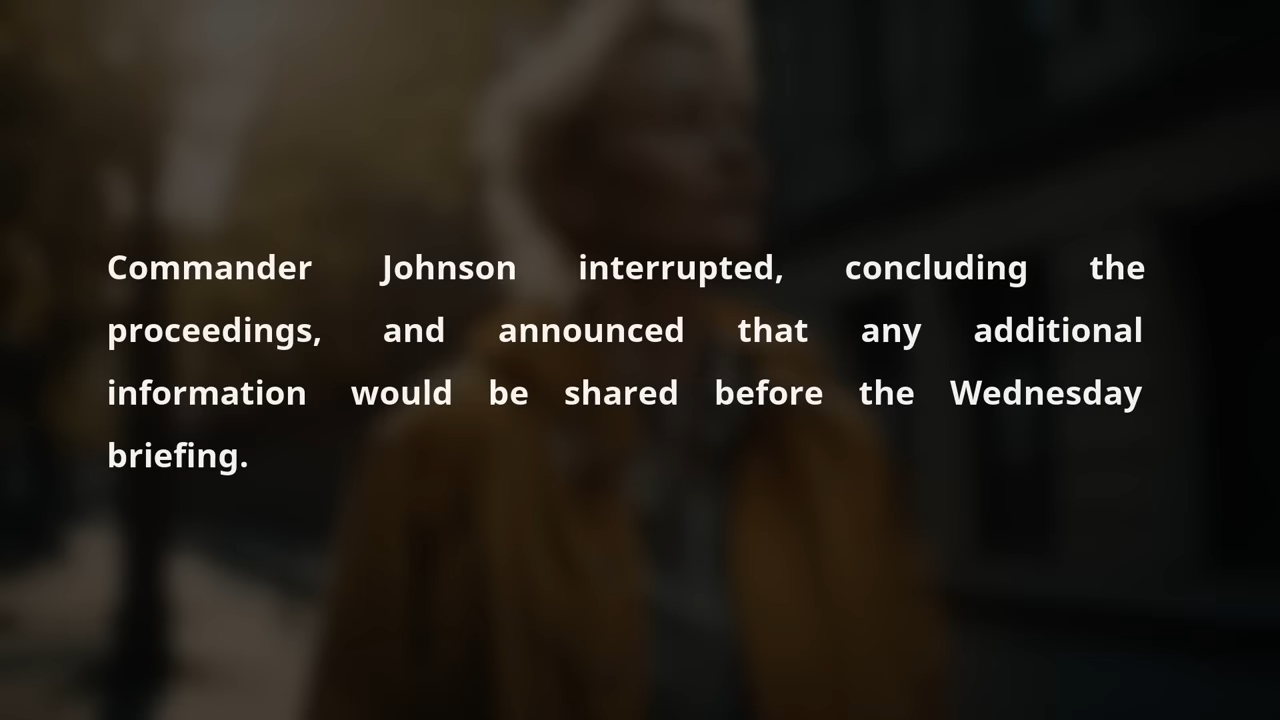 Commander Johnson interrupted, concluding the
proceedings, and announced that any additional
information would be shared before the Wednesday
briefing.